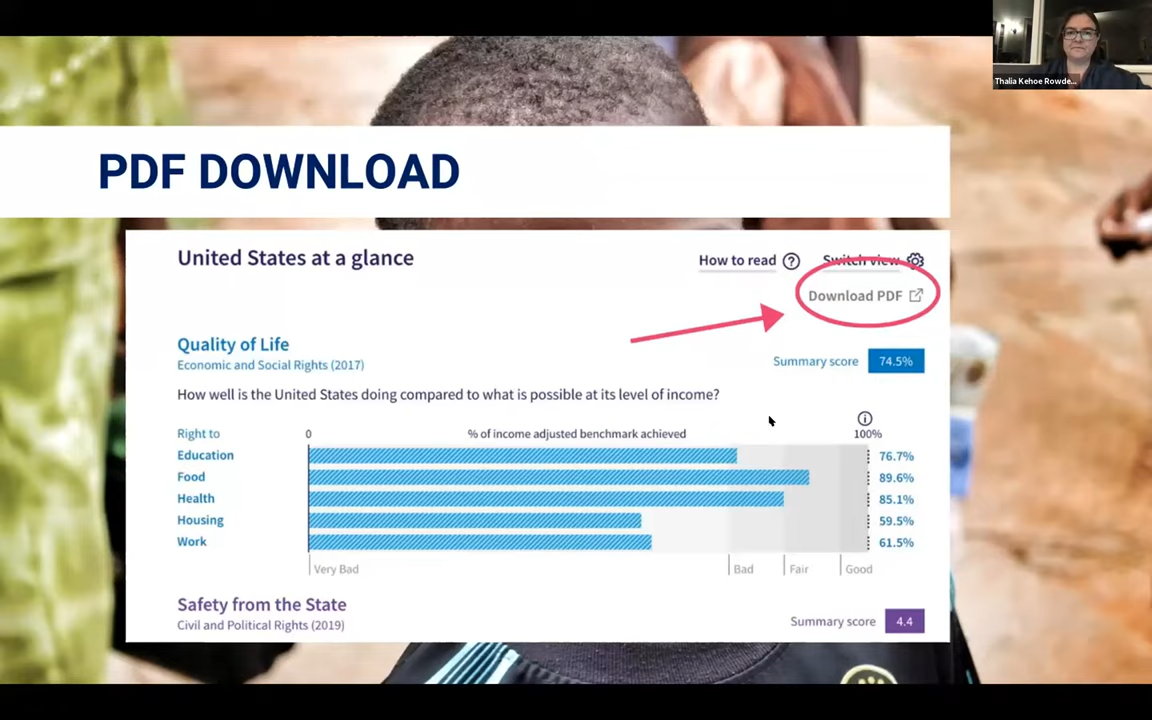 Thalia Kehoe Rowde...
PDF DOWNLOAD
United States at a glance
How to read ?
Switch view
Download PDF
Quality of Life
Economic and Social Rights (2017)
Summary score 74.5%
How well is the United States doing compared to what is possible at its level of income?
Right to 0 % of income adjusted benchmark achieved 100%
Education 76.7%
Food 89.6%
Health 85.1%
Housing 59.5%
Work 61.5%
Very Bad Bad Fair Good
Safety from the State
Civil and Political Rights (2019)
Summary score 4.4